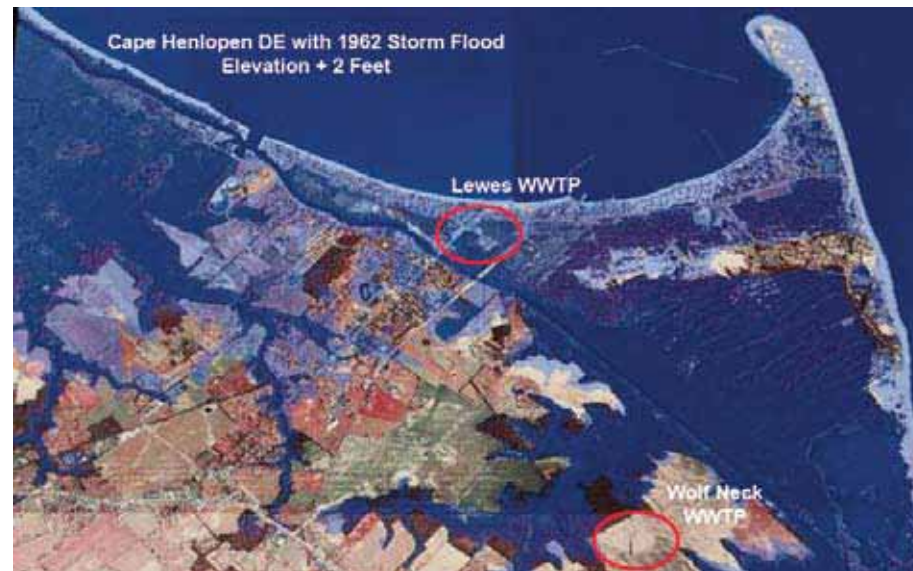 Cape Henlopen DE with 1962 Storm Flood
Elevation + 2 Feet
Lewes WWTP
Wolf Neck
WWTP